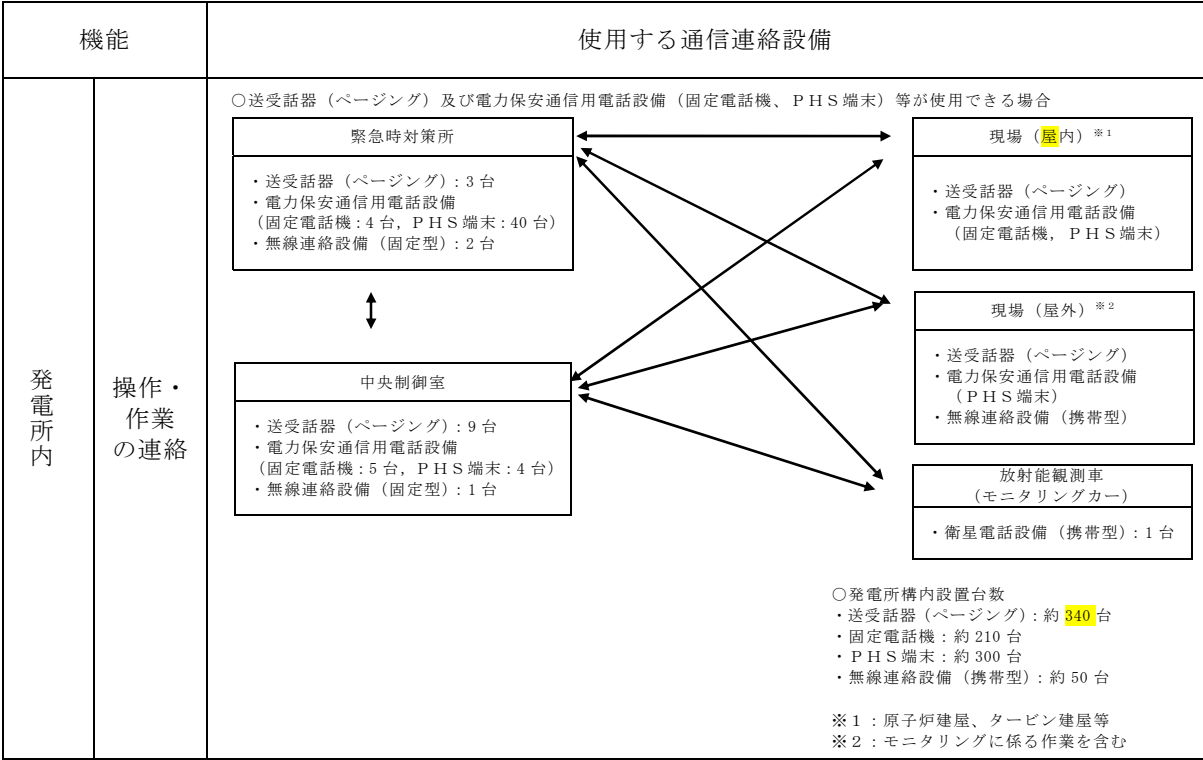 機能
使用する通信連絡設備
発電所内
操作・
作業
の連絡
○送受話器（ページング）及び電力保安通信用電話設備（固定電話機、ＰＨＳ端末）等が使用できる場合
緊急時対策所
・送受話器（ページング）：3 台
・電力保安通信用電話設備
（固定電話機：4 台，ＰＨＳ端末：40 台）
・無線連絡設備（固定型）：2 台
中央制御室
・送受話器（ページング）：9 台
・電力保安通信用電話設備
（固定電話機：5 台，ＰＨＳ端末：4 台）
・無線連絡設備（固定型）：1 台
現場（屋内）※1
・送受話器（ページング）
・電力保安通信用電話設備
（固定電話機，ＰＨＳ端末）
現場（屋外）※2
・送受話器（ページング）
・電力保安通信用電話設備
（ＰＨＳ端末）
・無線連絡設備（携帯型）
放射能観測車
（モニタリングカー）
・衛星電話設備（携帯型）：1 台
○発電所構内設置台数
・送受話器（ページング）：約 340 台
・固定電話機：約 210 台
・ＰＨＳ端末：約 300 台
・無線連絡設備（携帯型）：約 50 台
※１：原子炉建屋、タービン建屋等
※２：モニタリングに係る作業を含む